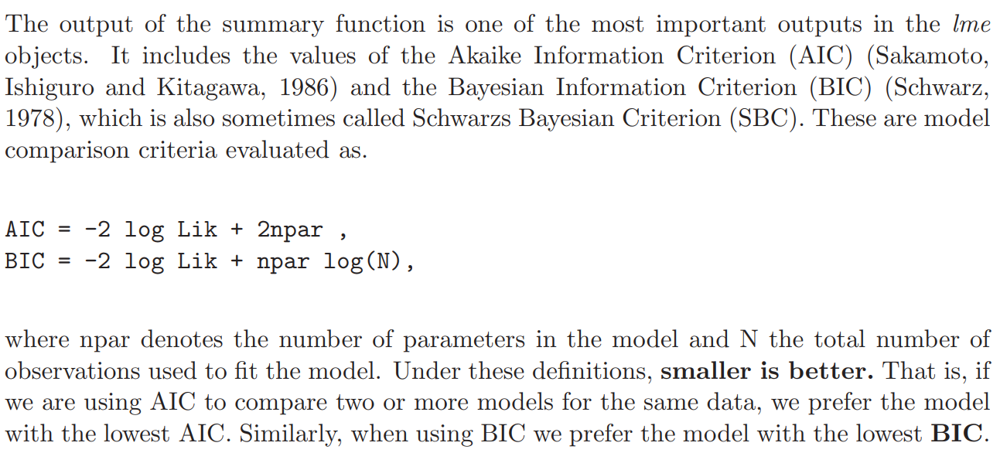 The output of the summary function is one of the most important outputs in the lme
objects. It includes the values of the Akaike Information Criterion (AIC) (Sakamoto,
Ishiguro and Kitagawa, 1986) and the Bayesian Information Criterion (BIC) (Schwarz,
1978), which is also sometimes called Schwarzs Bayesian Criterion (SBC). These are model
comparison criteria evaluated as.
AIC = -2 log Lik + 2npar ,
BIC = -2 log Lik + npar log(N),
where npar denotes the number of parameters in the model and N the total number of
observations used to fit the model. Under these definitions, smaller is better. That is, if
we are using AIC to compare two or more models for the same data, we prefer the model
with the lowest AIC. Similarly, when using BIC we prefer the model with the lowest BIC.